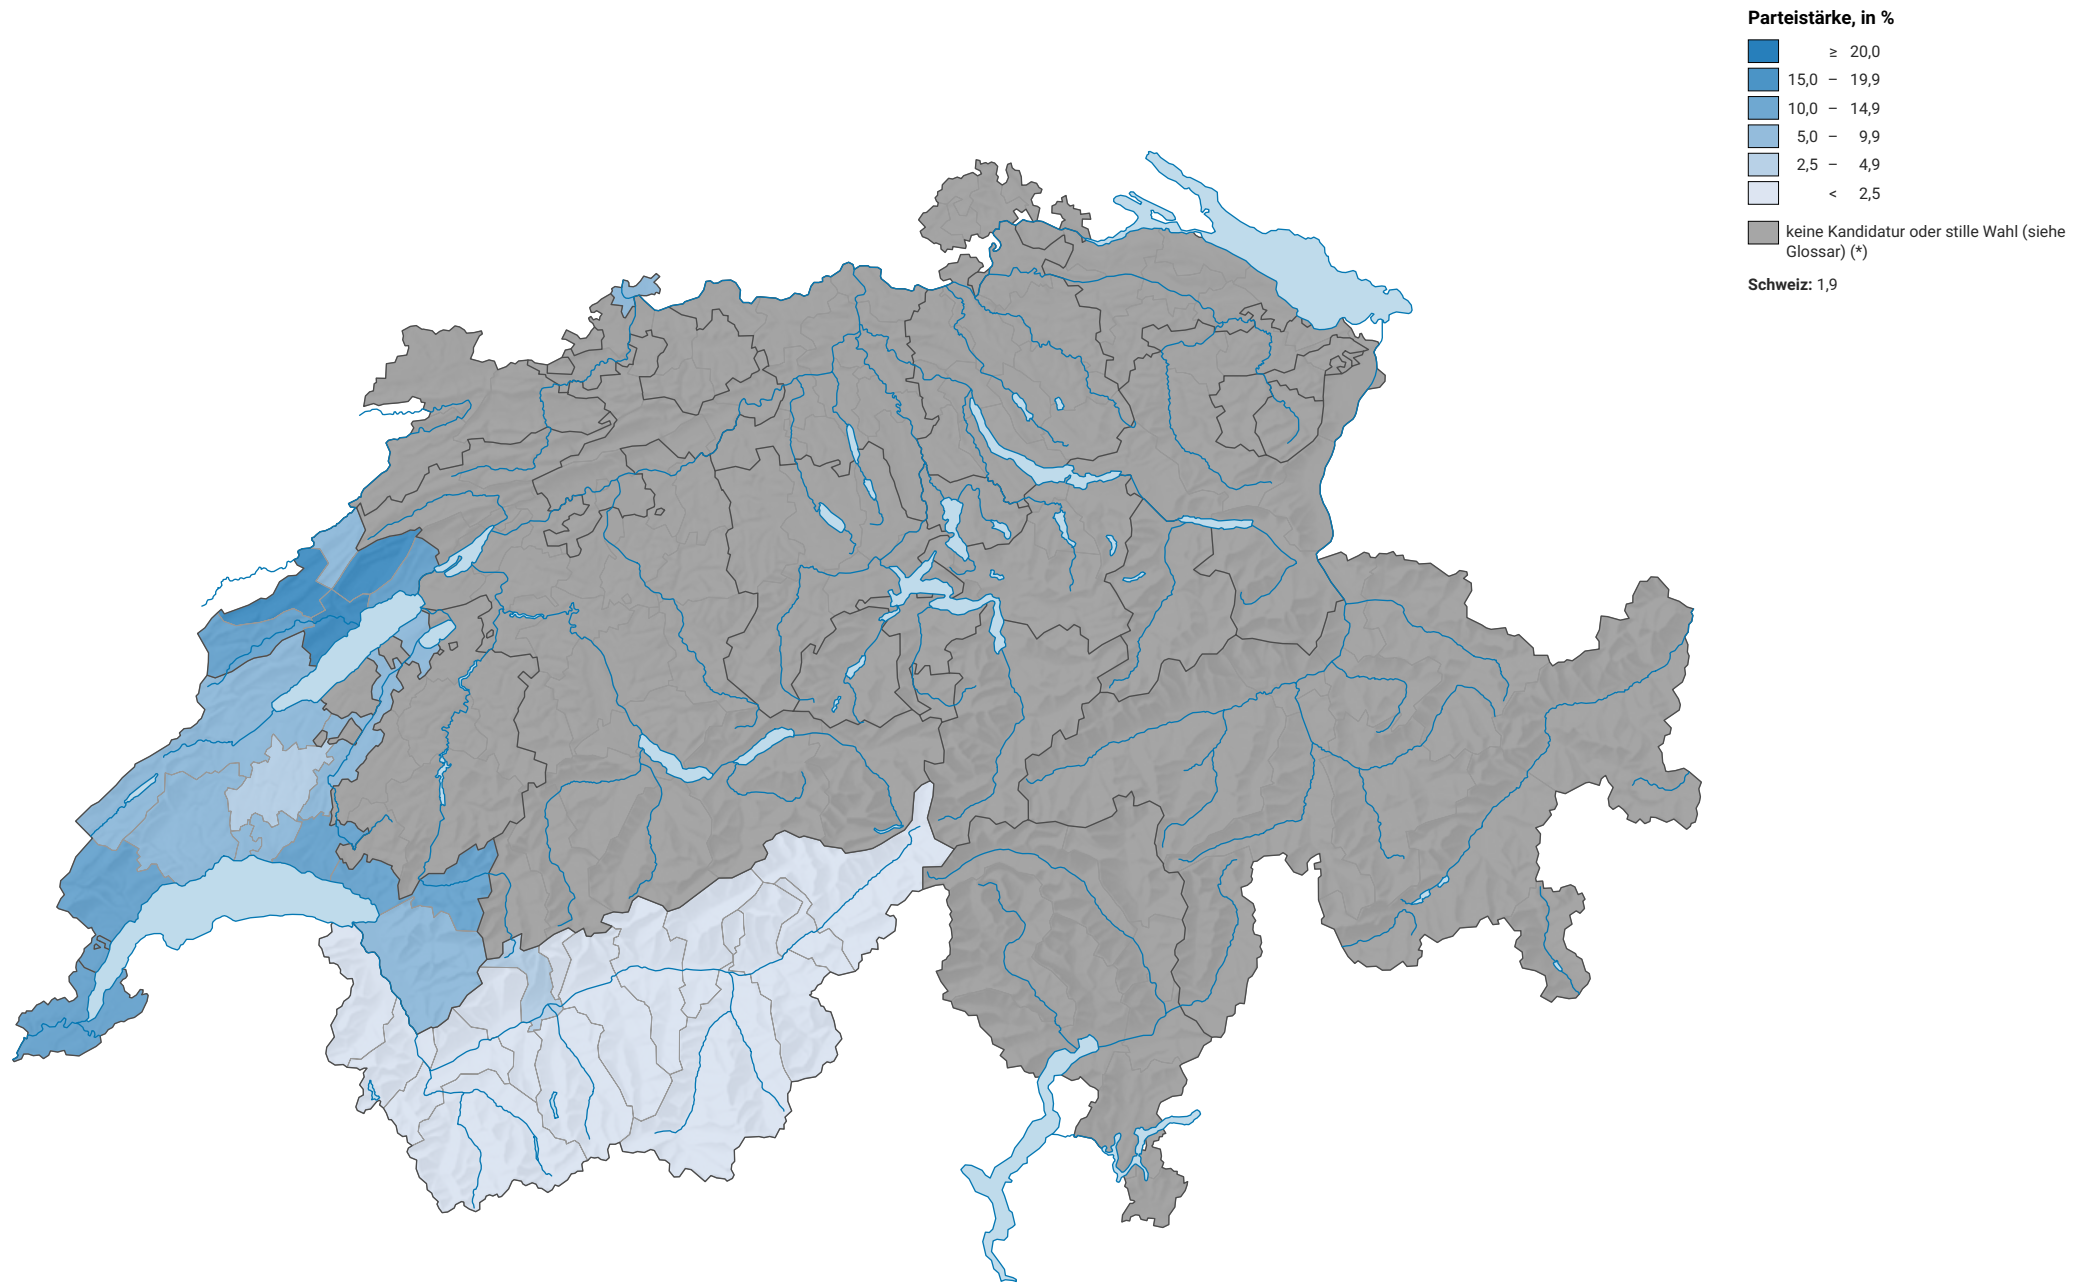 Parteistärke, in %
≥ 20,0
15,0 – 19,9
10,0 – 14,9
5,0 – 9,9
2,5 – 4,9
< 2,5
keine Kandidatur oder stille Wahl (siehe
Glossar) (*)
Schweiz: 1,9